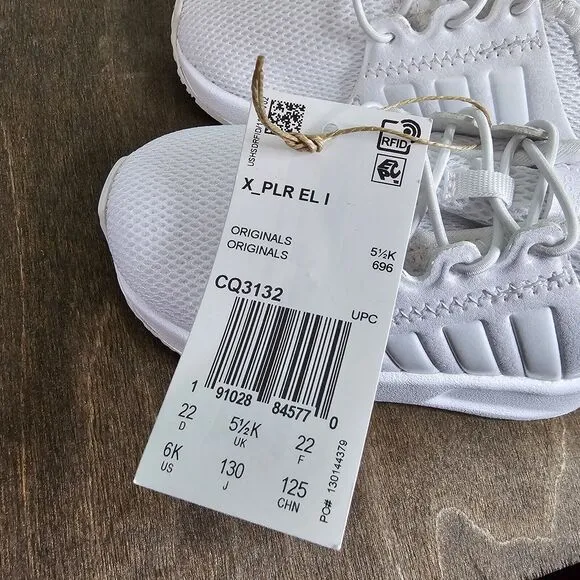 RFID
X_PLR EL I
ORIGINALS
ORIGINALS
5½K
696
CQ3132
UPC
1 91028 84577 0
22 5½K 22
D UK F
6K 130 125
US J CHN
PO# 130144379